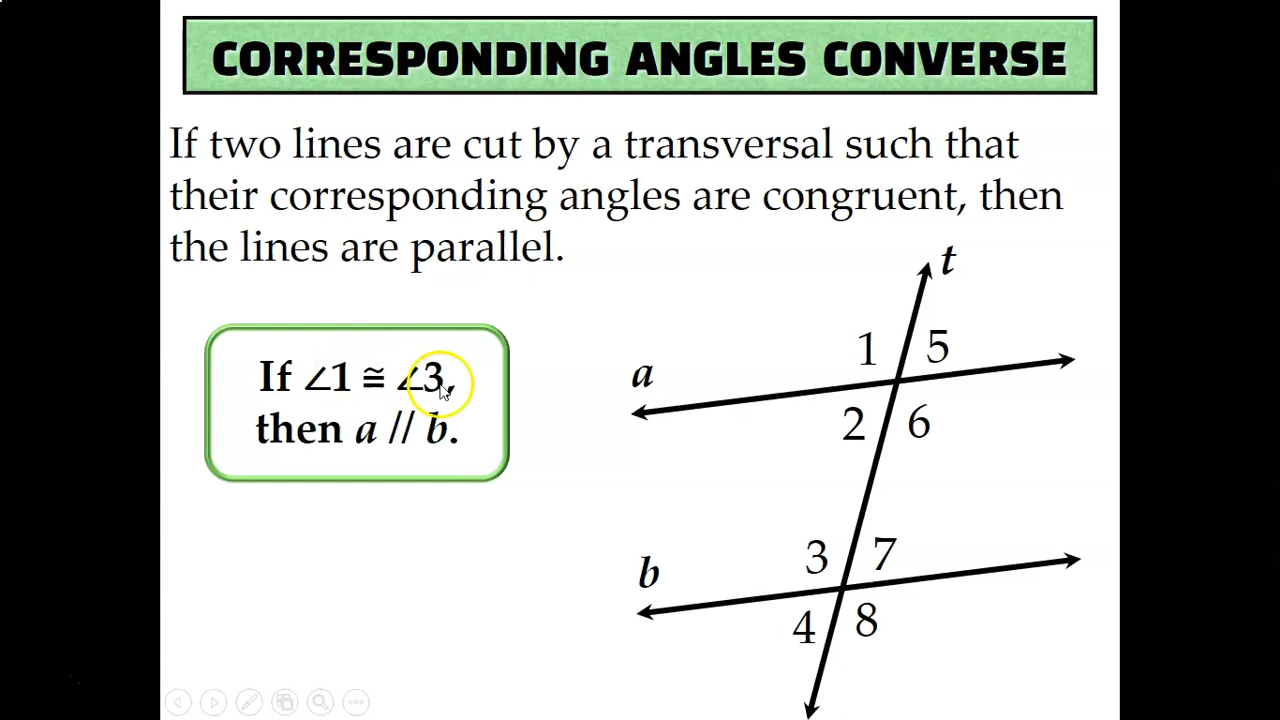 CORRESPONDING ANGLES CONVERSE
If two lines are cut by a transversal such that
their corresponding angles are congruent, then
the lines are parallel.
t
If ∠1 ≅ ∠3,
then a // b.
1 5
a
2 6
3 7
b
4 8